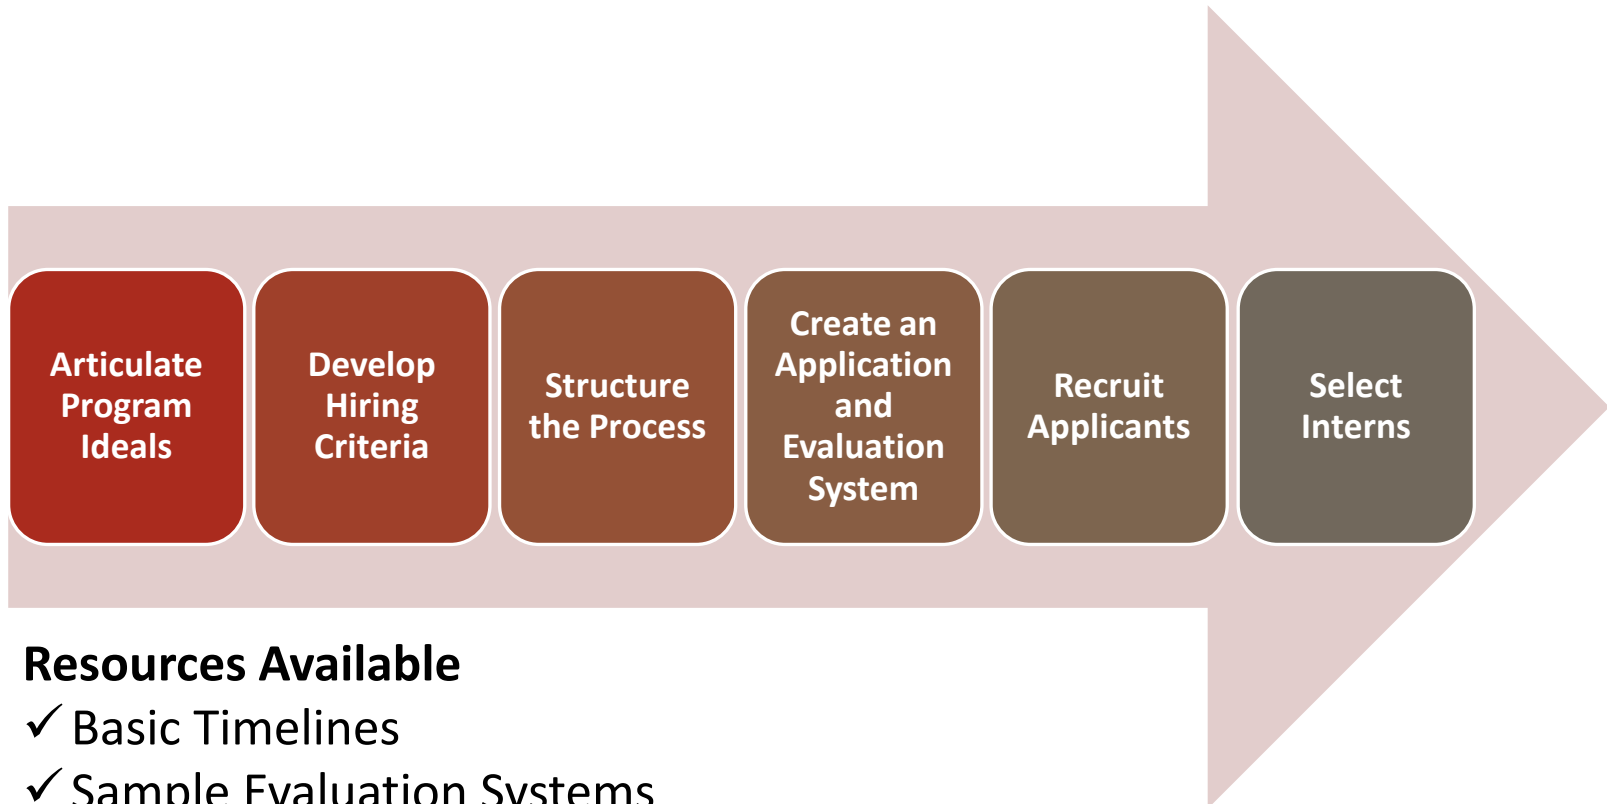 Articulate
Program
Ideals
Develop
Hiring
Criteria
Structure
the Process
Create an
Application
and
Evaluation
System
Recruit
Applicants
Select
Interns
Resources Available
✓ Basic Timelines
✓ Sample Evaluation Systems